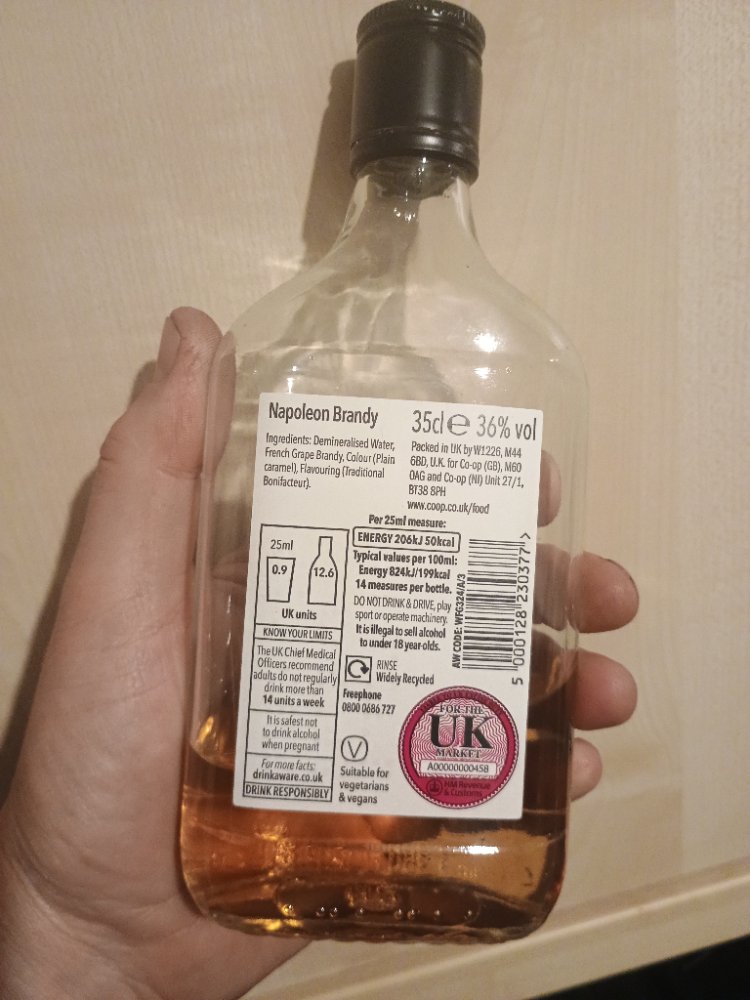 Napoleon Brandy
Ingredients: Demineralised Water,
French Grape Brandy, Colour (Plain
caramel), Flavouring (Traditional
Bonifacteur).
35cl e 36% vol
Packed in UK by W1226, M44
6BD, U.K. for Co-op (GB), M60
0AG and Co-op (NI) Unit 27/1,
BT38 8PH
www.coop.co.uk/food
25ml
0.9
12.6
UK units
KNOW YOUR LIMITS
The UK Chief Medical
Officers recommend
adults do not regularly
drink more than
14 units a week
It is safest not
to drink alcohol
when pregnant
For more facts:
drinkaware.co.uk
DRINK RESPONSIBLY
Per 25ml measure:
ENERGY 206kJ 50kcal
Typical values per 100ml:
Energy 824kJ/199kcal
14 measures per bottle.
DO NOT DRINK & DRIVE, play
sport or operate machinery.
It is illegal to sell alcohol
to under 18 year-olds.
RINSE
Widely Recycled
Freephone
0800 0686 727
V
Suitable for
vegetarians
& vegans
AW CODE: WFG324/A/3
5 000128 230377 >
FOR THE
UK
MARKET
A00000000458
HM Revenue
& Customs